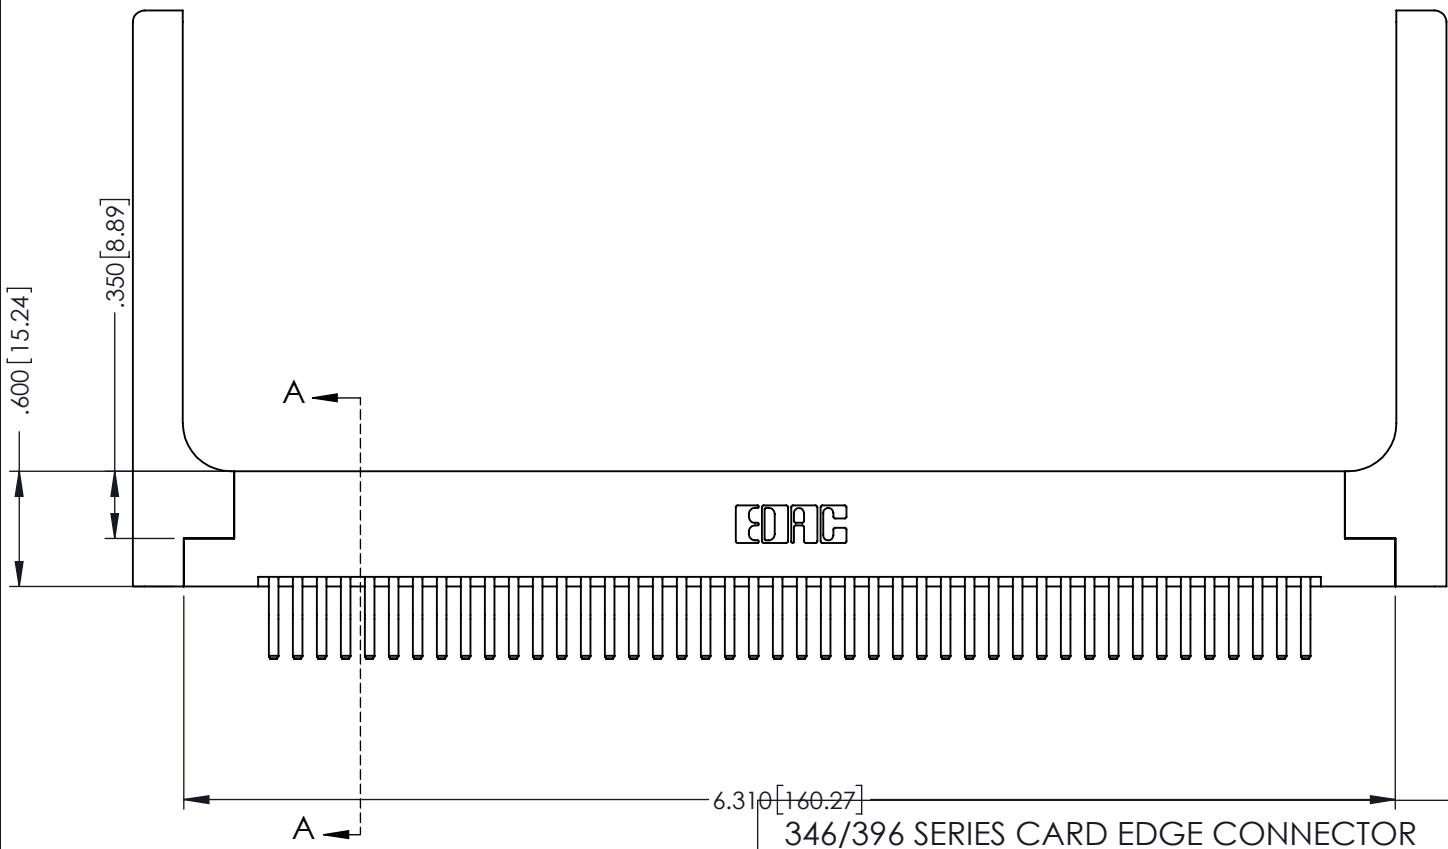 .350 [8.89]
.600 [15.24]
A
EDAC
6.310 [160.27]
A
346/396 SERIES CARD EDGE CONNECTOR